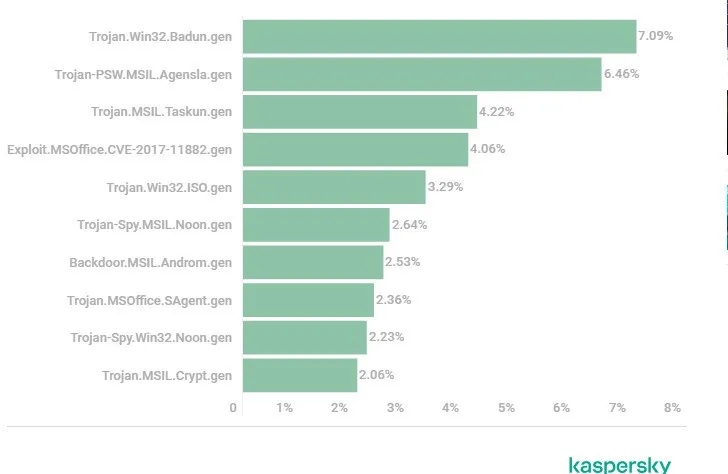 Trojan.Win32.Badun.gen 7.09%
Trojan-PSW.MSIL.Agensla.gen 6.46%
Trojan.MSIL.Taskun.gen 4.22%
Exploit.MSOffice.CVE-2017-11882.gen 4.06%
Trojan.Win32.ISO.gen 3.29%
Trojan-Spy.MSIL.Noon.gen 2.64%
Backdoor.MSIL.Androm.gen 2.53%
Trojan.MSOffice.SAgent.gen 2.36%
Trojan-Spy.Win32.Noon.gen 2.23%
Trojan.MSIL.Crypt.gen 2.06%
0 1% 2% 3% 4% 5% 6% 7% 8%
kaspersky